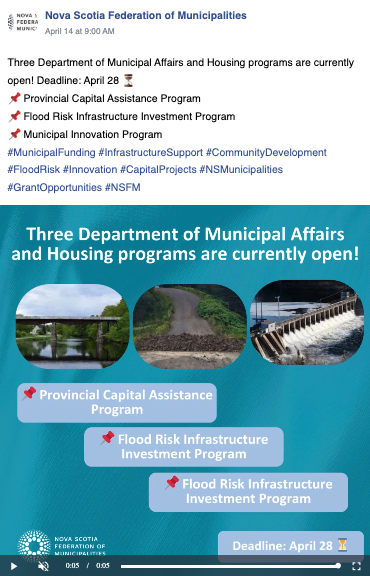 NOVA S
FEDERA
MUNIC
Nova Scotia Federation of Municipalities
April 14 at 9:00 AM
Three Department of Municipal Affairs and Housing programs are currently
open! Deadline: April 28 ⏳
📌 Provincial Capital Assistance Program
📌 Flood Risk Infrastructure Investment Program
📌 Municipal Innovation Program
#MunicipalFunding #InfrastructureSupport #CommunityDevelopment
#FloodRisk #Innovation #CapitalProjects #NSMunicipalities
#GrantOpportunities #NSFM
Three Department of Municipal Affairs
and Housing programs are currently open!
📌 Provincial Capital Assistance
Program
📌 Flood Risk Infrastructure
Investment Program
📌 Flood Risk Infrastructure
Investment Program
NOVA SCOTIA
FEDERATION OF
MUNICIPALITIES
Deadline: April 28 ⏳
0:05 / 0:05